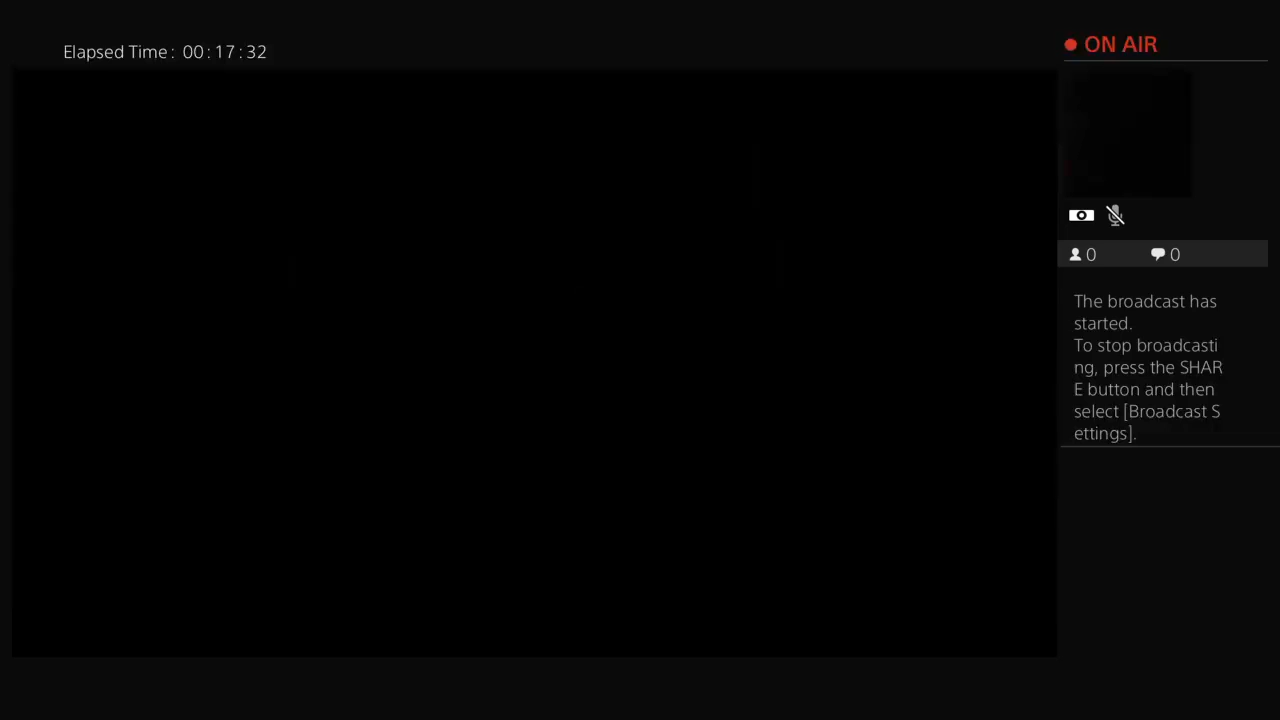 Elapsed Time: 00:17:32
ON AIR
0 0
The broadcast has
started.
To stop broadcasti
ng, press the SHAR
E button and then
select [Broadcast S
ettings].